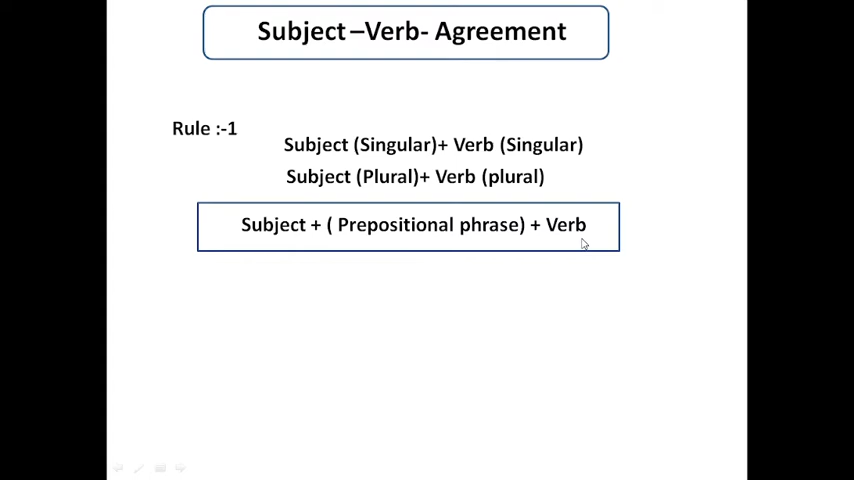 Subject –Verb- Agreement
Rule :-1
Subject (Singular)+ Verb (Singular)
Subject (Plural)+ Verb (plural)
Subject + ( Prepositional phrase) + Verb